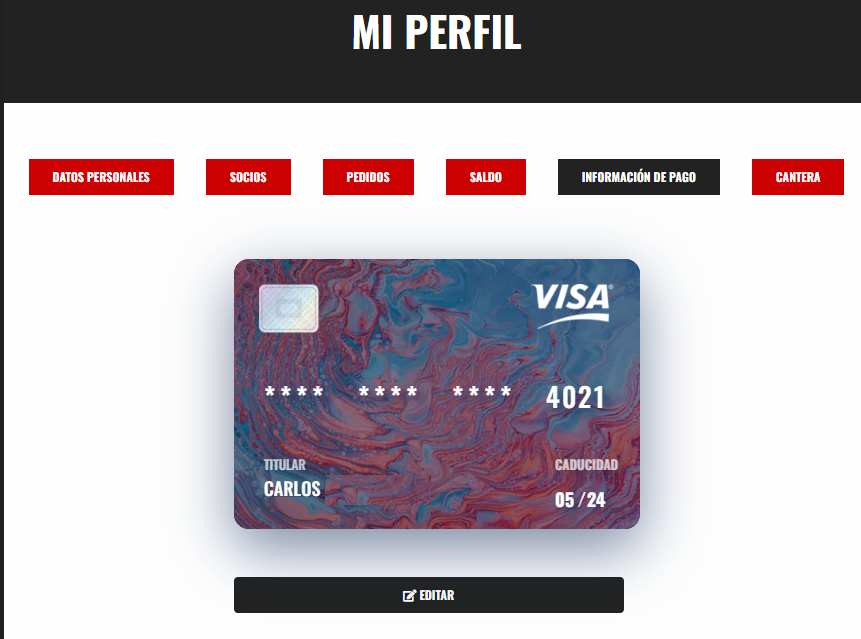 MI PERFIL
DATOS PERSONALES SOCIOS PEDIDOS SALDO INFORMACIÓN DE PAGO CANTERA
VISA
**** **** **** 4021
TITULAR CADUCIDAD
CARLOS 05 / 24
EDITAR